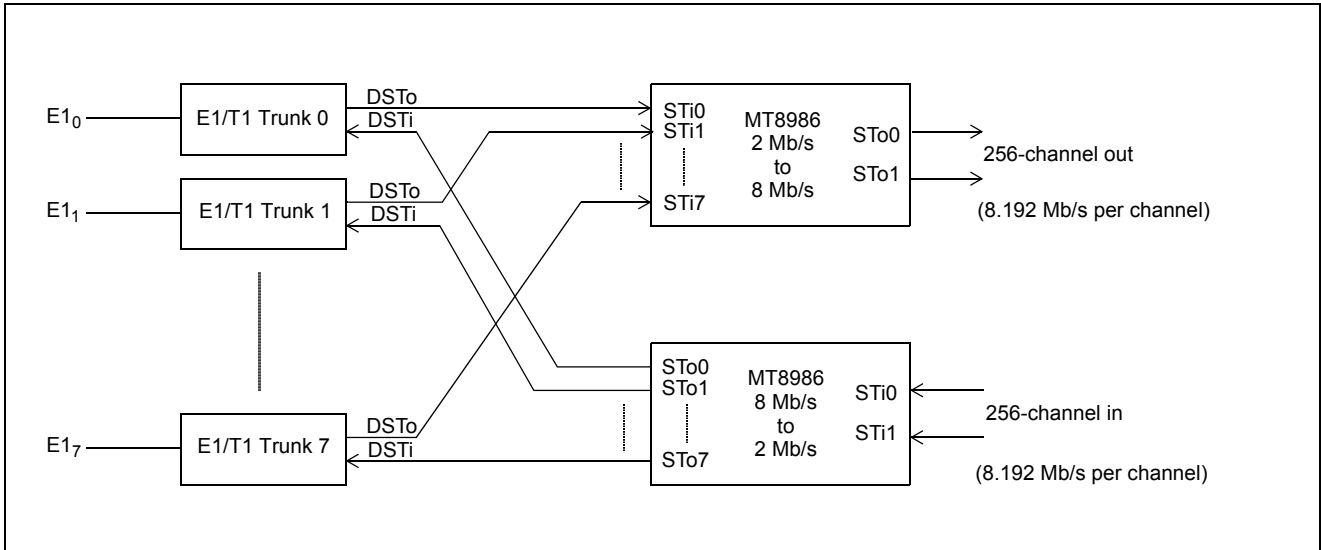 E1₀
E1/T1 Trunk 0
DSTo
DSTi
E1₁
E1/T1 Trunk 1
DSTo
DSTi
E1₇
E1/T1 Trunk 7
DSTo
DSTi
STi0
STi1
STi7
MT8986
2 Mb/s
to
8 Mb/s
STo0
STo1
256-channel out
(8.192 Mb/s per channel)
STo0
STo1
STo7
MT8986
8 Mb/s
to
2 Mb/s
STi0
STi1
256-channel in
(8.192 Mb/s per channel)